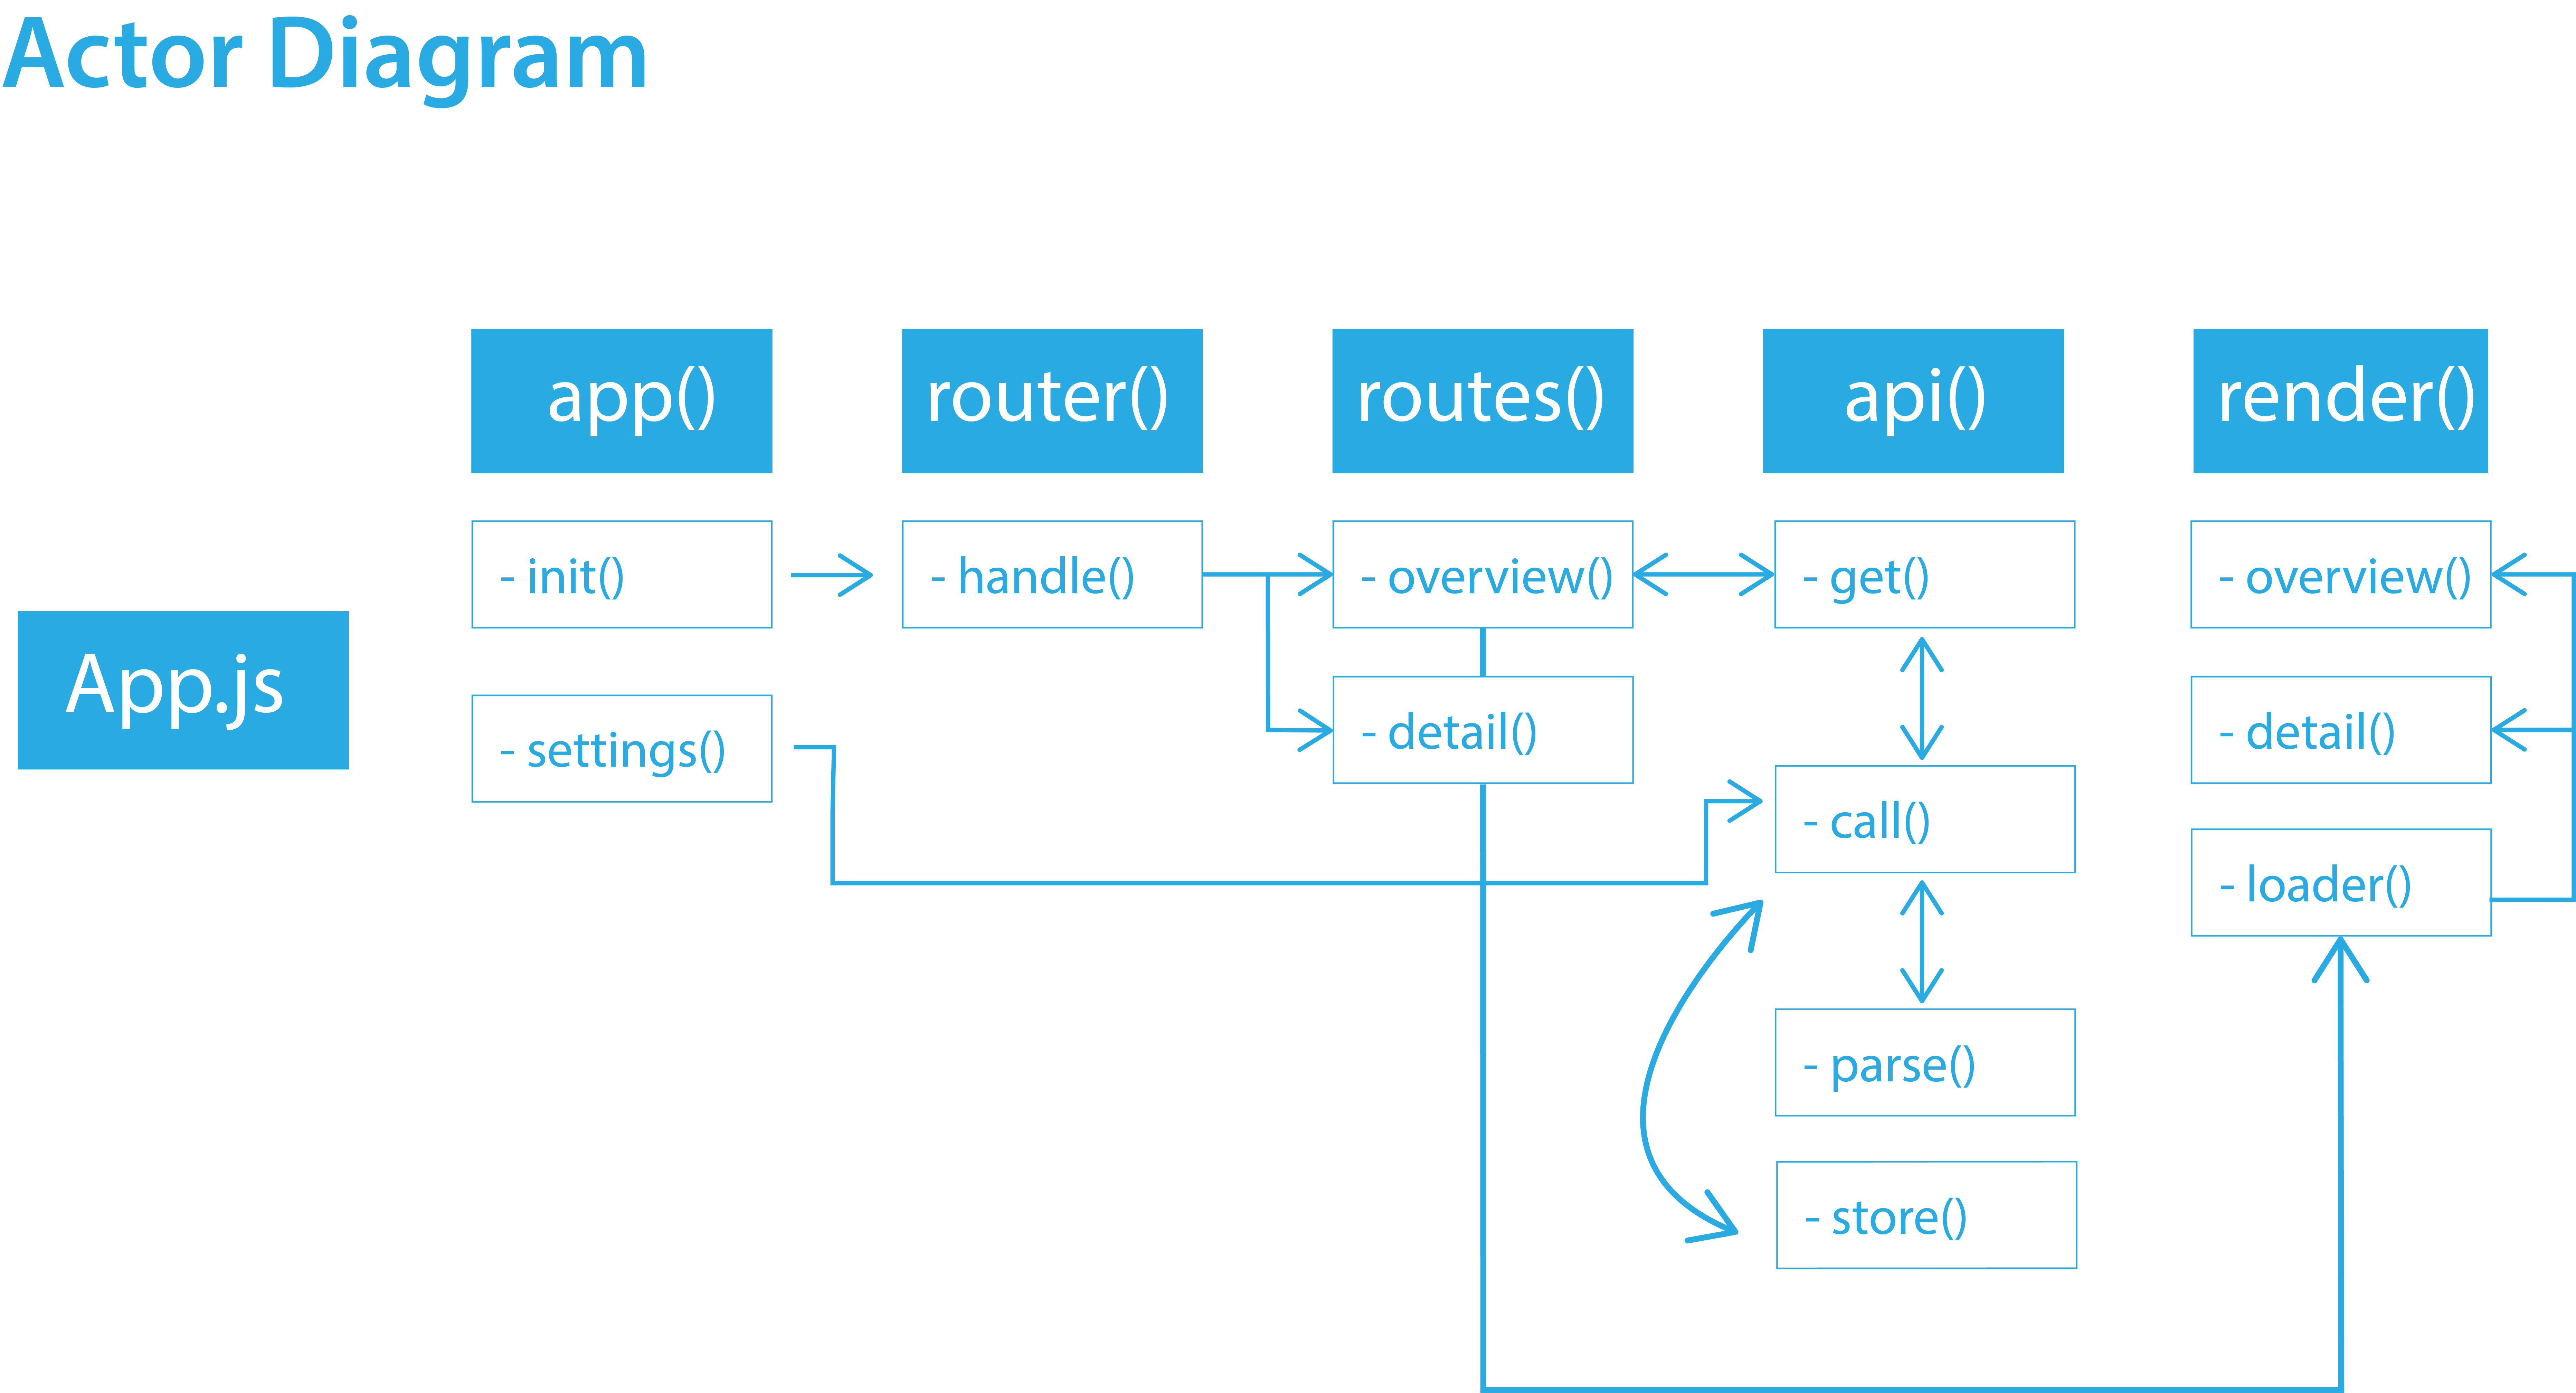 Actor Diagram
App.js
app()
- init()
- settings()
router()
- handle()
routes()
- overview()
- detail()
api()
- get()
- call()
- parse()
- store()
render()
- overview()
- detail()
- loader()